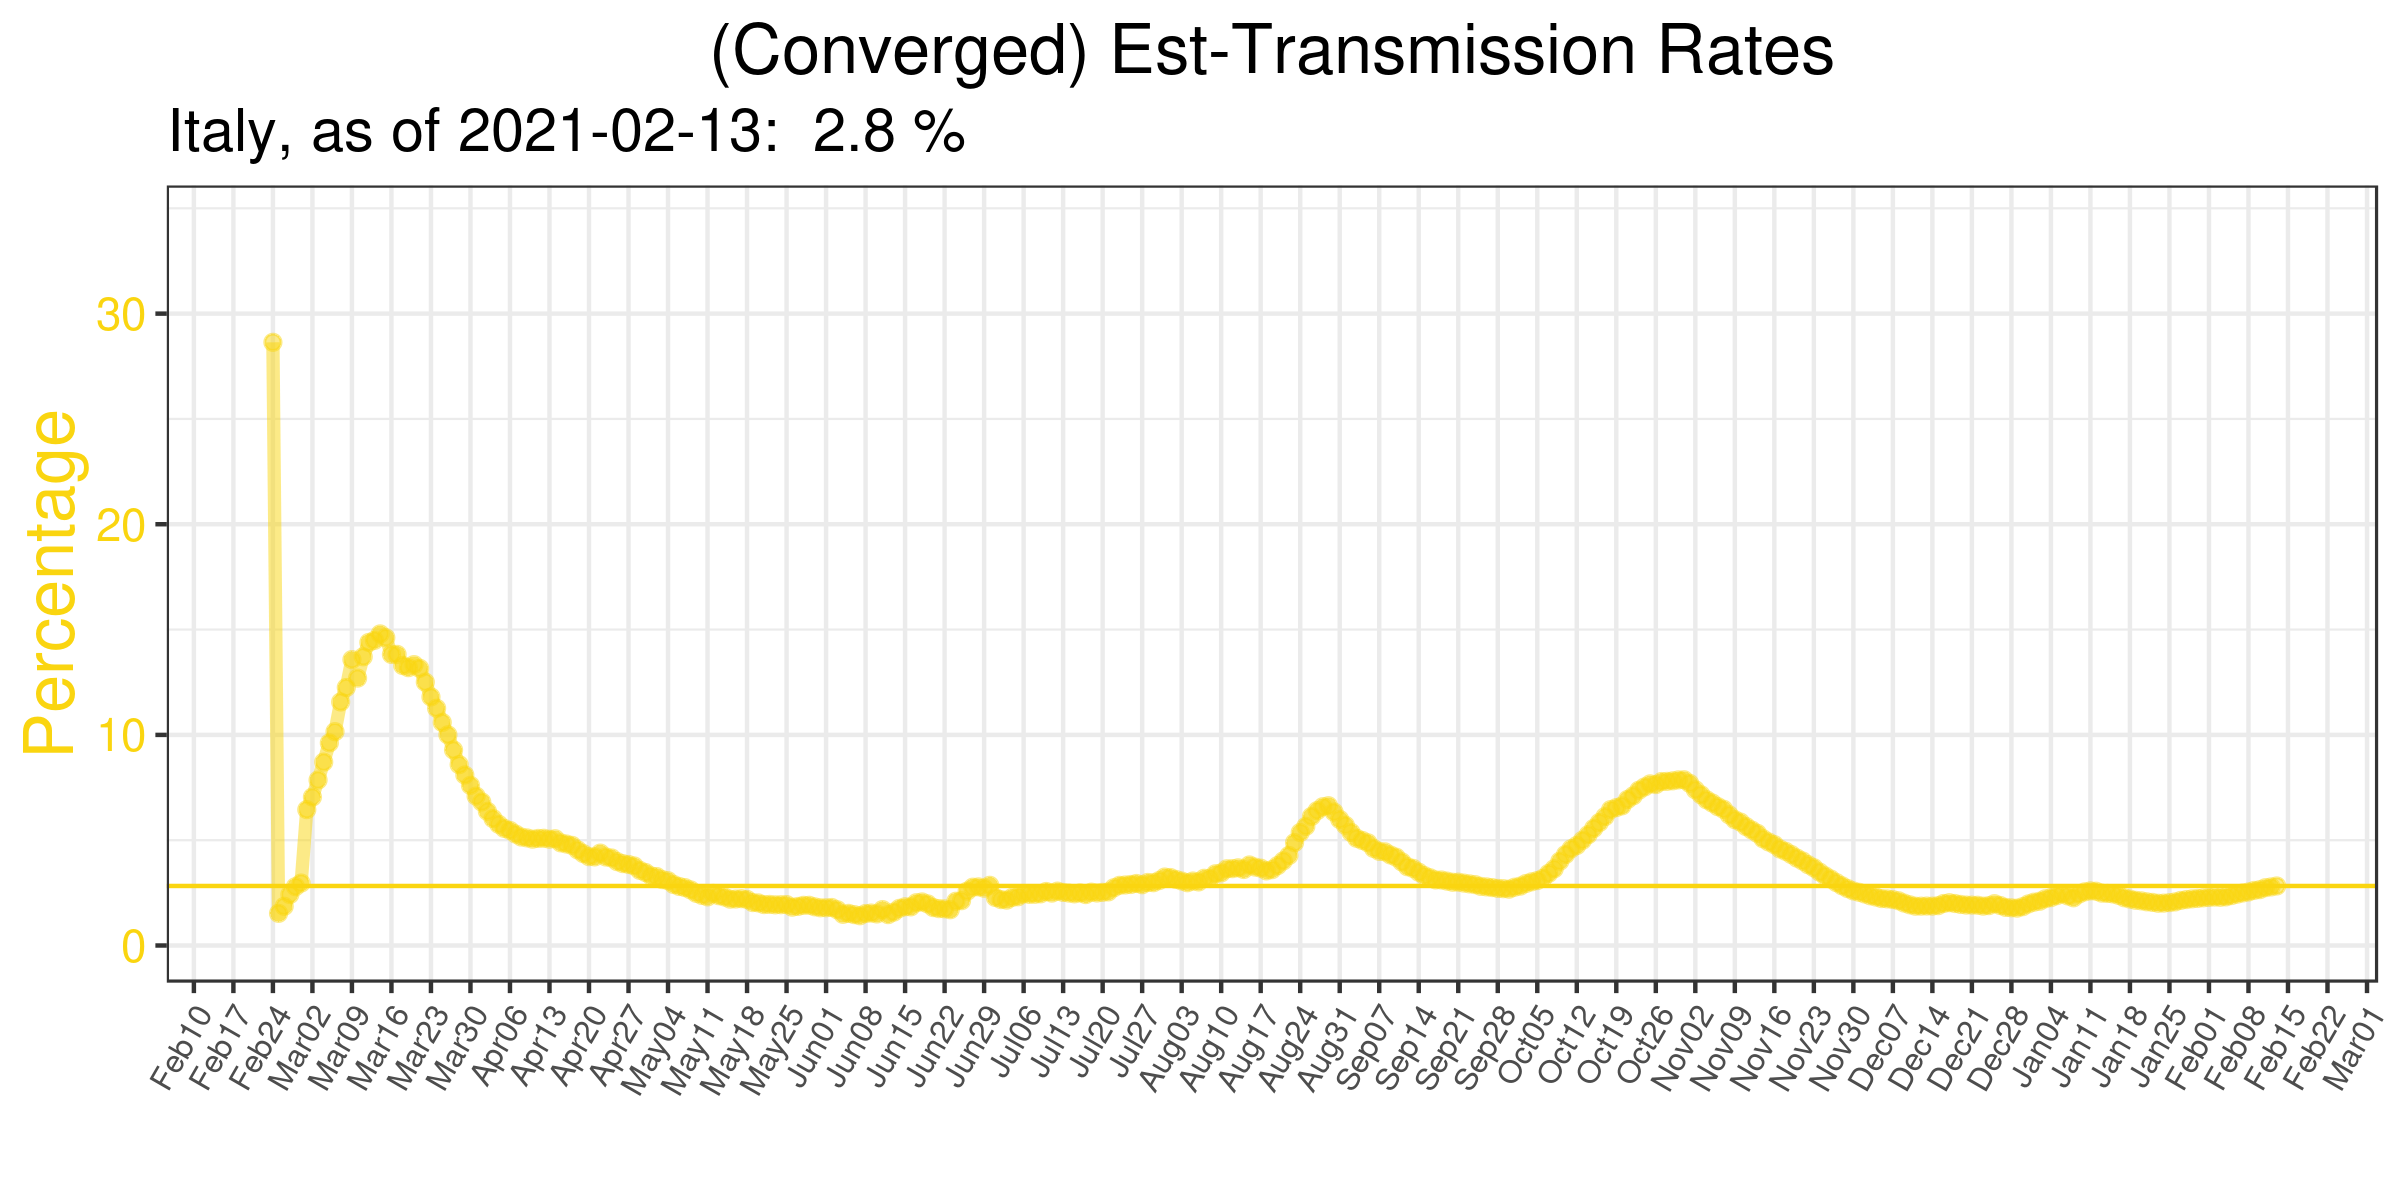 (Converged) Est-Transmission Rates
Italy, as of 2021-02-13:  2.8 %
Percentage
30
20
10
0
Feb10
Feb17
Feb24
Mar02
Mar09
Mar16
Mar23
Mar30
Apr06
Apr13
Apr20
Apr27
May04
May11
May18
May25
Jun01
Jun08
Jun15
Jun22
Jun29
Jul06
Jul13
Jul20
Jul27
Aug03
Aug10
Aug17
Aug24
Aug31
Sep07
Sep14
Sep21
Sep28
Oct05
Oct12
Oct19
Oct26
Nov02
Nov09
Nov16
Nov23
Nov30
Dec07
Dec14
Dec21
Dec28
Jan04
Jan11
Jan18
Jan25
Feb01
Feb08
Feb15
Feb22
Mar01